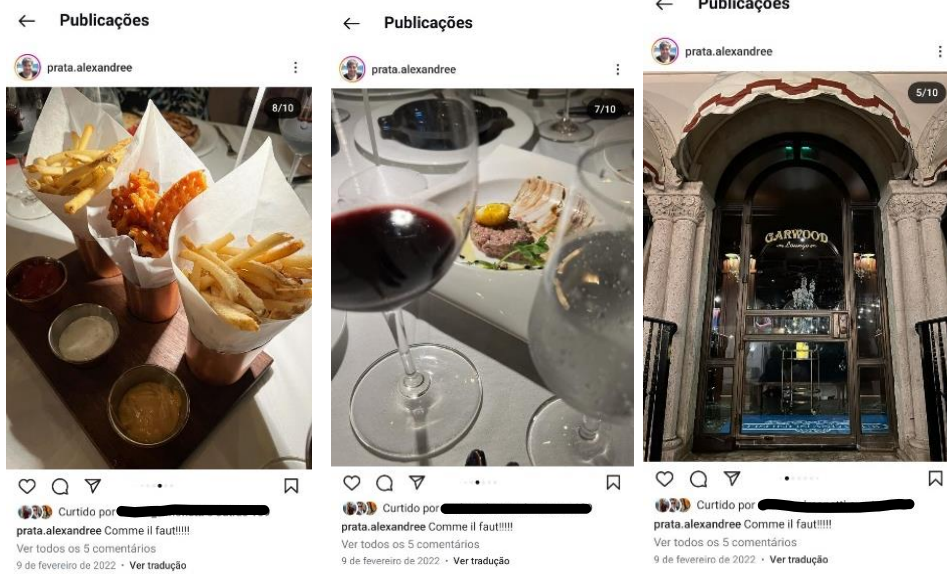 Publicações
prata.alexandree
8/10
Curtido por
prata.alexandree Comme il faut!!!!!
Ver todos os 5 comentários
9 de fevereiro de 2022 • Ver tradução
Publicações
prata.alexandree
7/10
Curtido por
prata.alexandree Comme il faut!!!!!
Ver todos os 5 comentários
9 de fevereiro de 2022 • Ver tradução
Publicações
prata.alexandree
5/10
GARWOOD
Lounge
Curtido por
prata.alexandree Comme il faut!!!!!
Ver todos os 5 comentários
9 de fevereiro de 2022 • Ver tradução